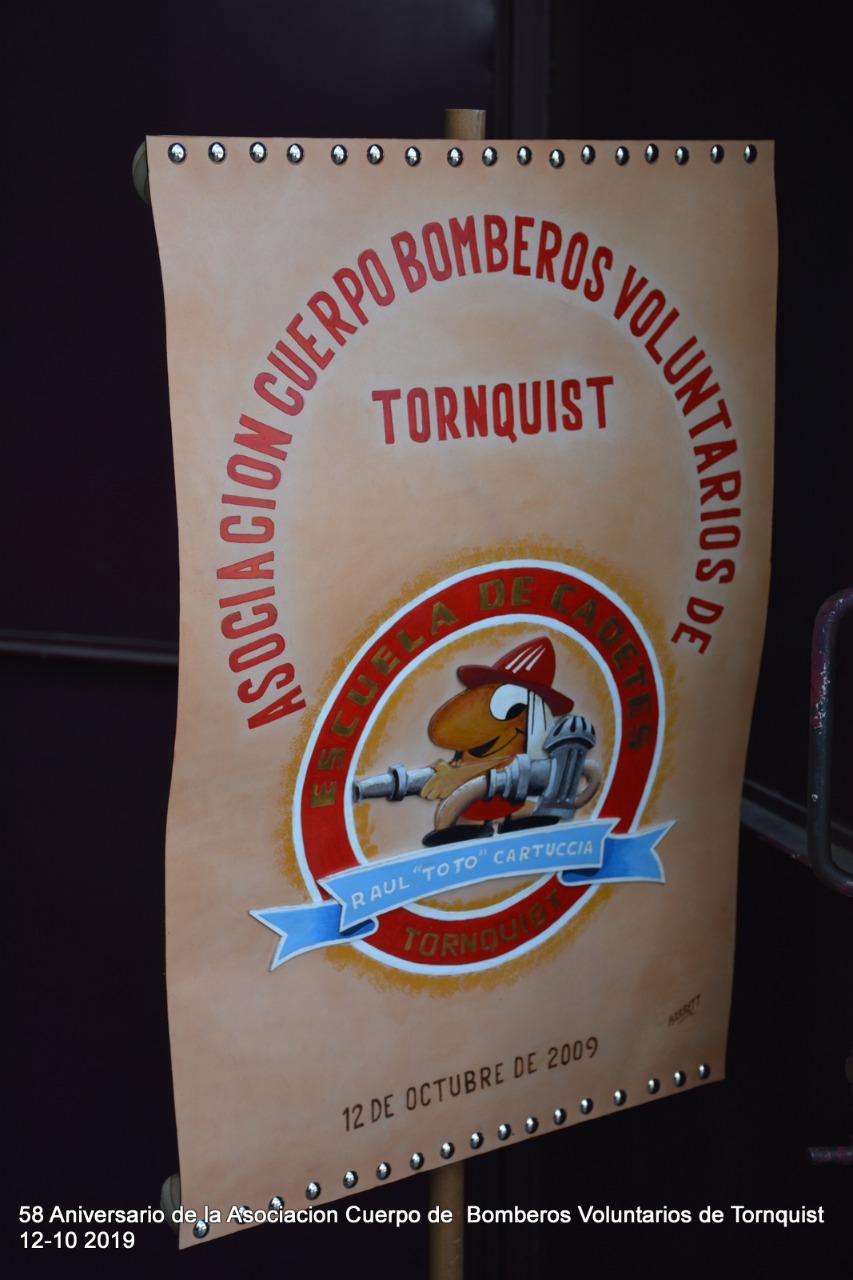 ASOCIACION CUERPO BOMBEROS VOLUNTARIOS DE
TORNQUIST
ESCUELA DE CADETES
RAUL "TOTO" CARTUCCIA
TORNQUIST
12 DE OCTUBRE DE 2009
58 Aniversario de la Asociacion Cuerpo de Bomberos Voluntarios de Tornquist
12-10 2019